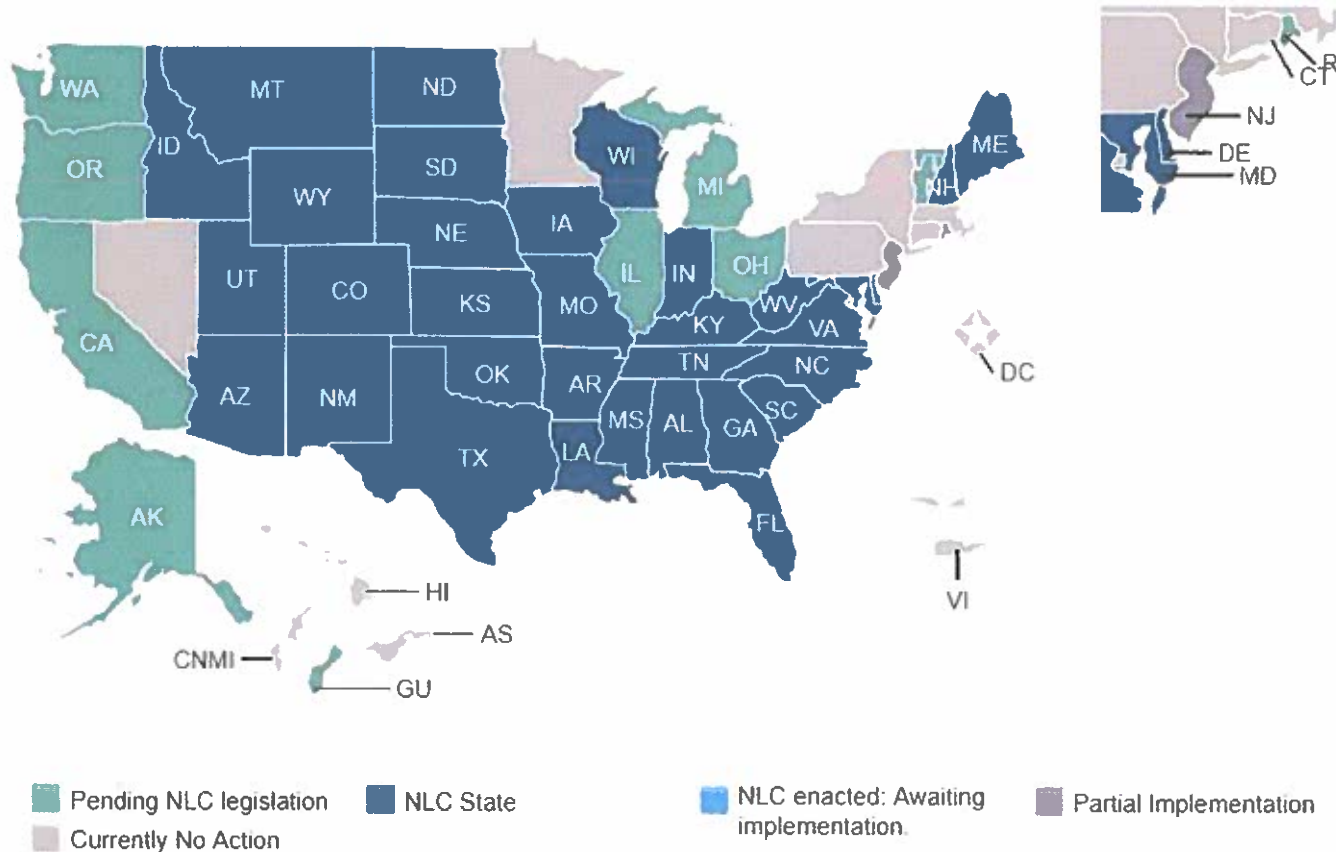 WA
MT
ND
OR
ID
SD
WI
WY
MI
NH
ME
NE
IA
CA
UT
CO
KS
MO
IL
IN
OH
WV
KY
VA
AZ
NM
OK
AR
TN
NC
SC
MS
AL
GA
LA
TX
FL
AK
HI
AS
CNMI
GU
VI
DC
R
CT
NJ
DE
MD
Pending NLC legislation
NLC State
NLC enacted: Awaiting
implementation.
Partial Implementation
Currently No Action